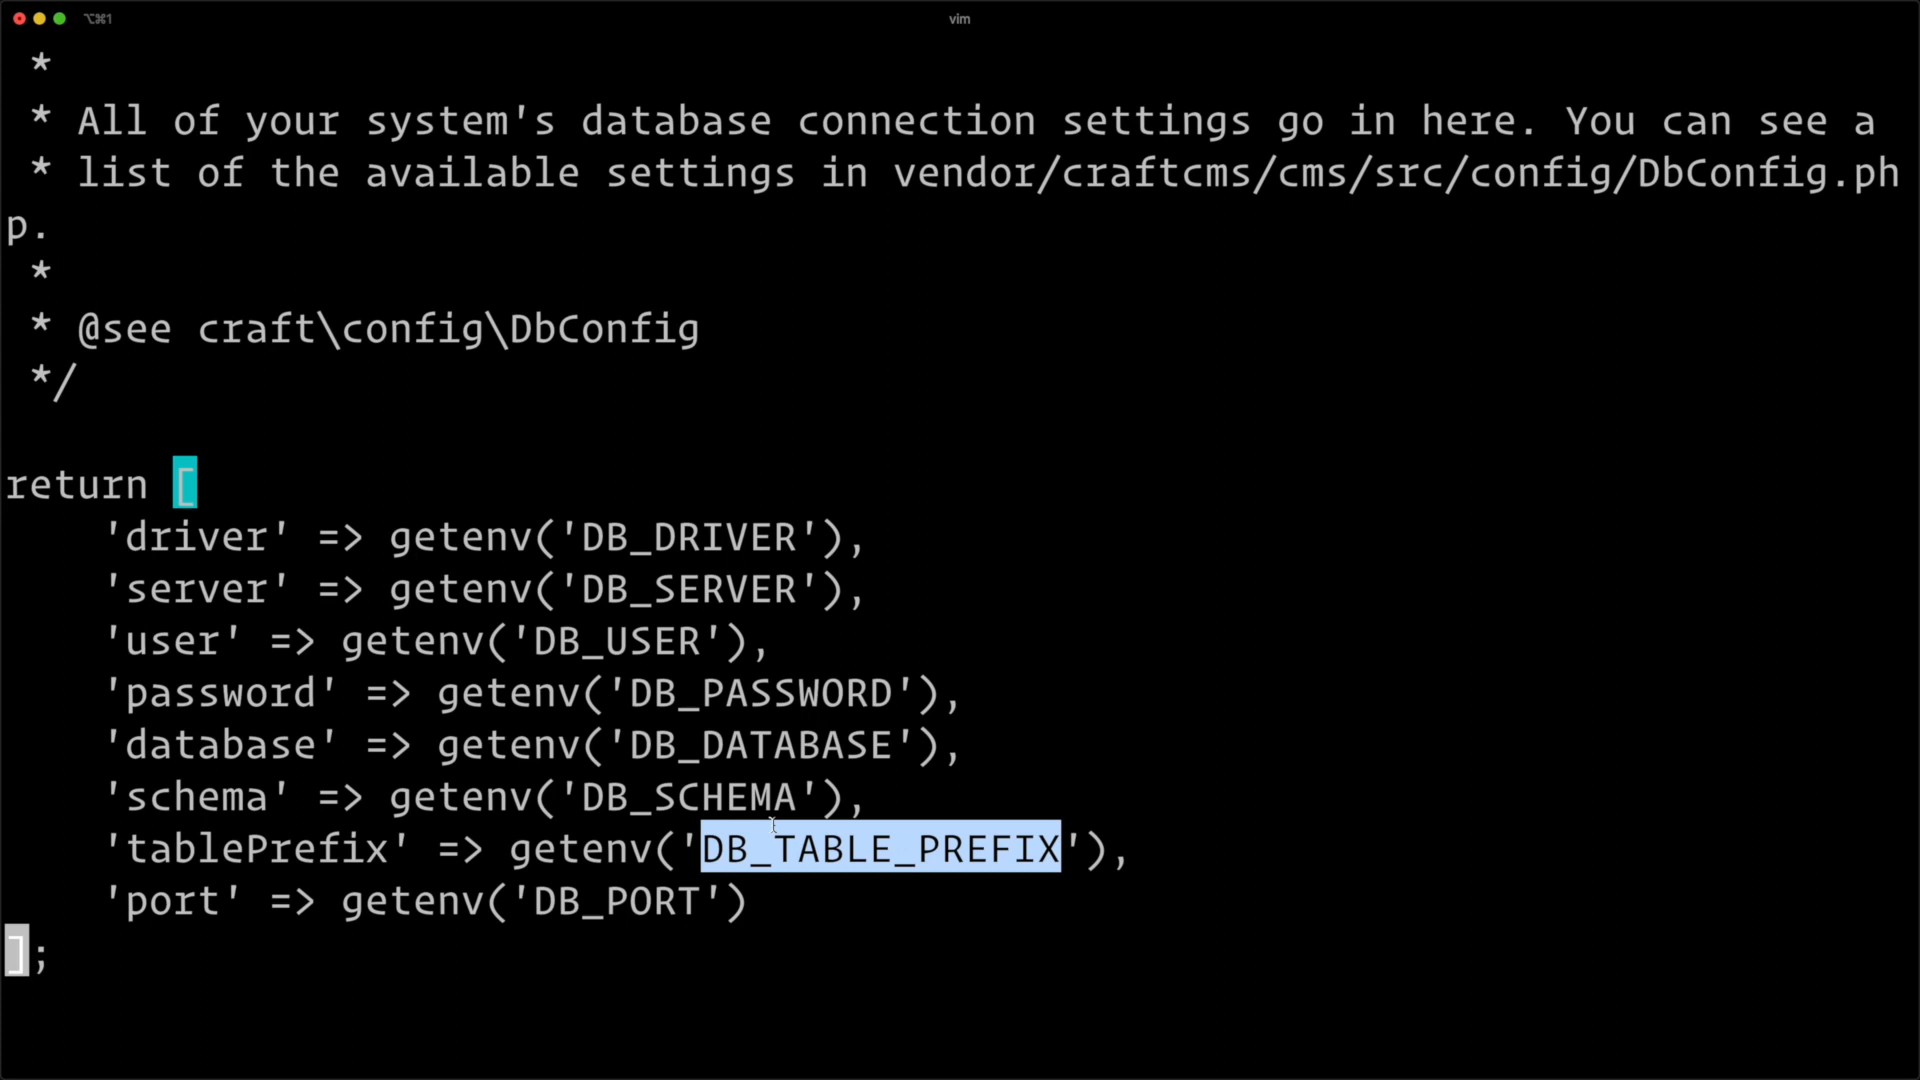 ⌥⌘1
vim
*
* All of your system's database connection settings go in here. You can see a
* list of the available settings in vendor/craftcms/cms/src/config/DbConfig.ph
p.
*
* @see craft\config\DbConfig
*/
return [
'driver' => getenv('DB_DRIVER'),
'server' => getenv('DB_SERVER'),
'user' => getenv('DB_USER'),
'password' => getenv('DB_PASSWORD'),
'database' => getenv('DB_DATABASE'),
'schema' => getenv('DB_SCHEMA'),
'tablePrefix' => getenv('DB_TABLE_PREFIX'),
'port' => getenv('DB_PORT')
];